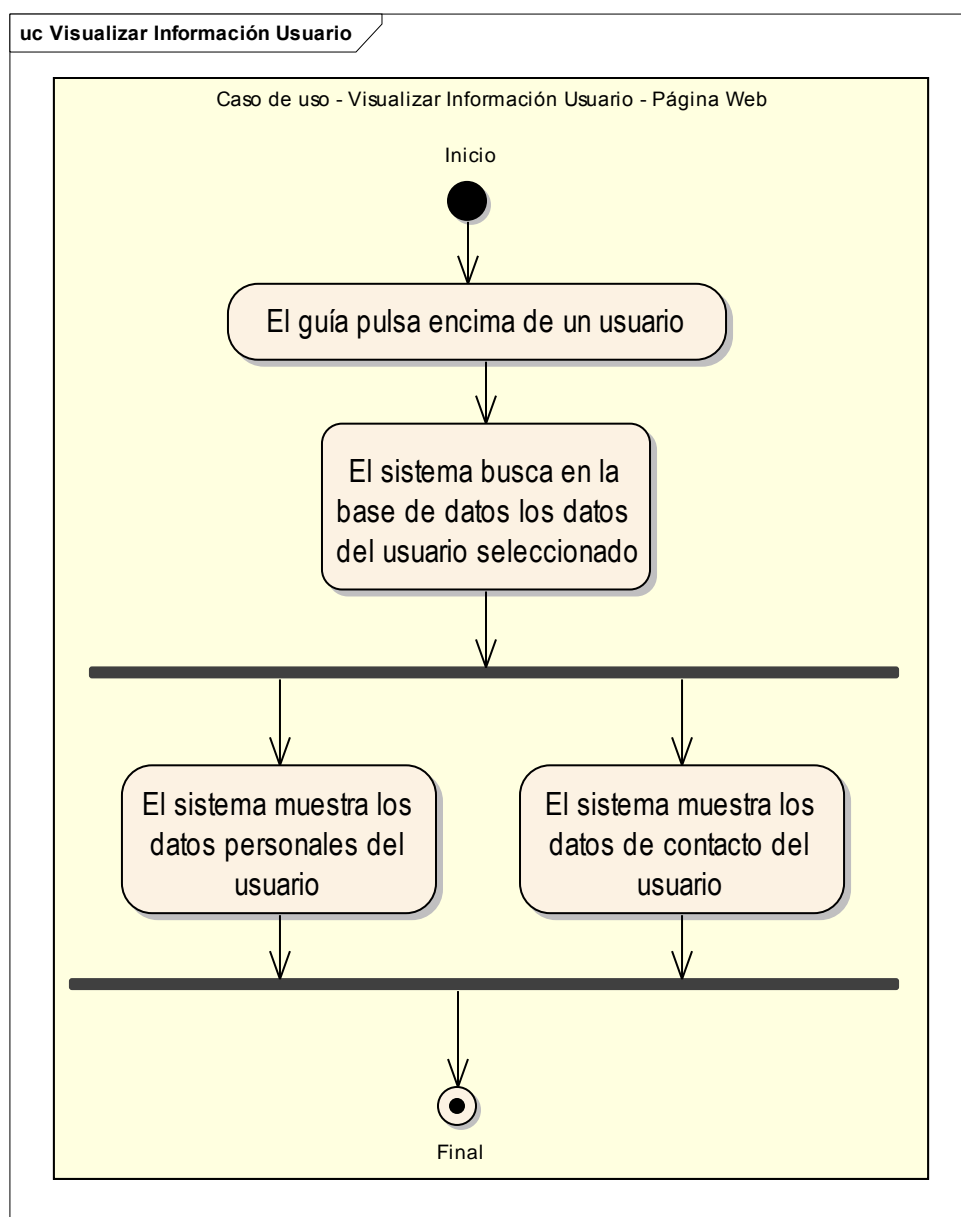 uc Visualizar Información Usuario
Caso de uso - Visualizar Información Usuario - Página Web
Inicio
El guía pulsa encima de un usuario
El sistema busca en la
base de datos los datos
del usuario seleccionado
El sistema muestra los
datos personales del
usuario
El sistema muestra los
datos de contacto del
usuario
Final